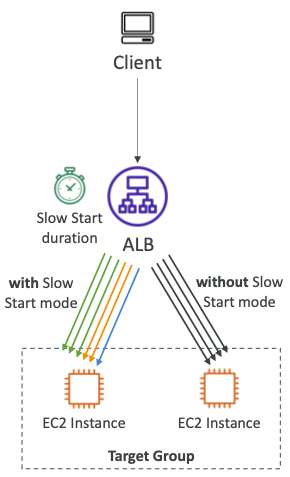 Client
Slow Start
duration
ALB
with Slow
Start mode
without Slow
Start mode
EC2 Instance
EC2 Instance
Target Group